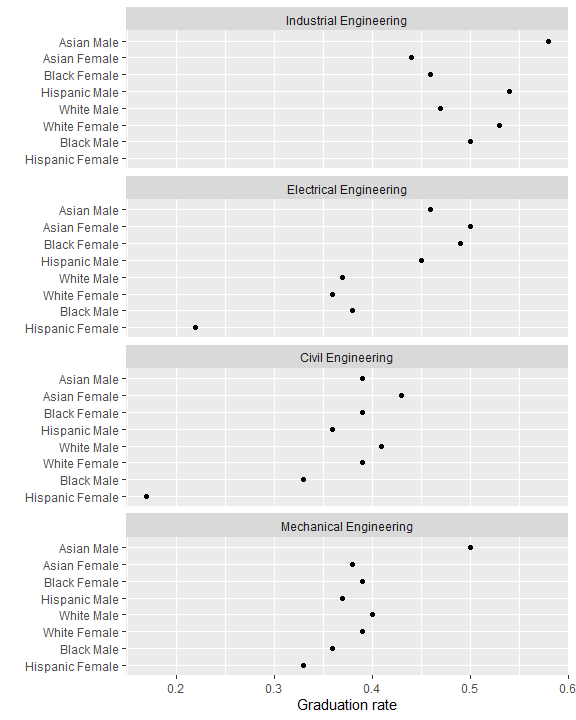 Industrial Engineering
Asian Male
Asian Female
Black Female
Hispanic Male
White Male
White Female
Black Male
Hispanic Female
Electrical Engineering
Asian Male
Asian Female
Black Female
Hispanic Male
White Male
White Female
Black Male
Hispanic Female
Civil Engineering
Asian Male
Asian Female
Black Female
Hispanic Male
White Male
White Female
Black Male
Hispanic Female
Mechanical Engineering
Asian Male
Asian Female
Black Female
Hispanic Male
White Male
White Female
Black Male
Hispanic Female
0.2 0.3 0.4 0.5 0.6
Graduation rate